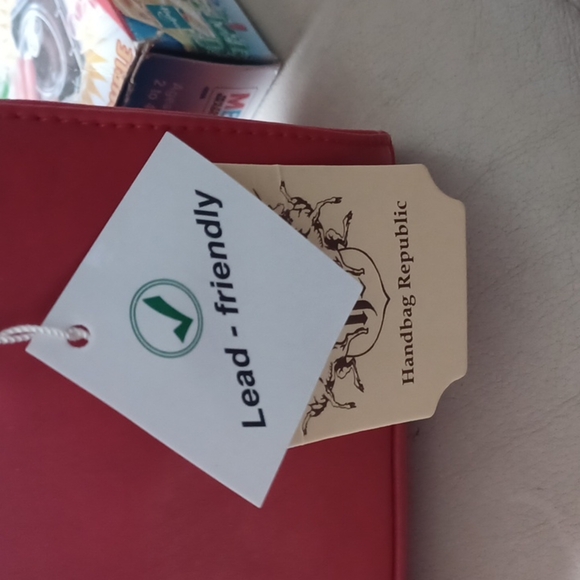 Lead - friendly
Handbag Republic